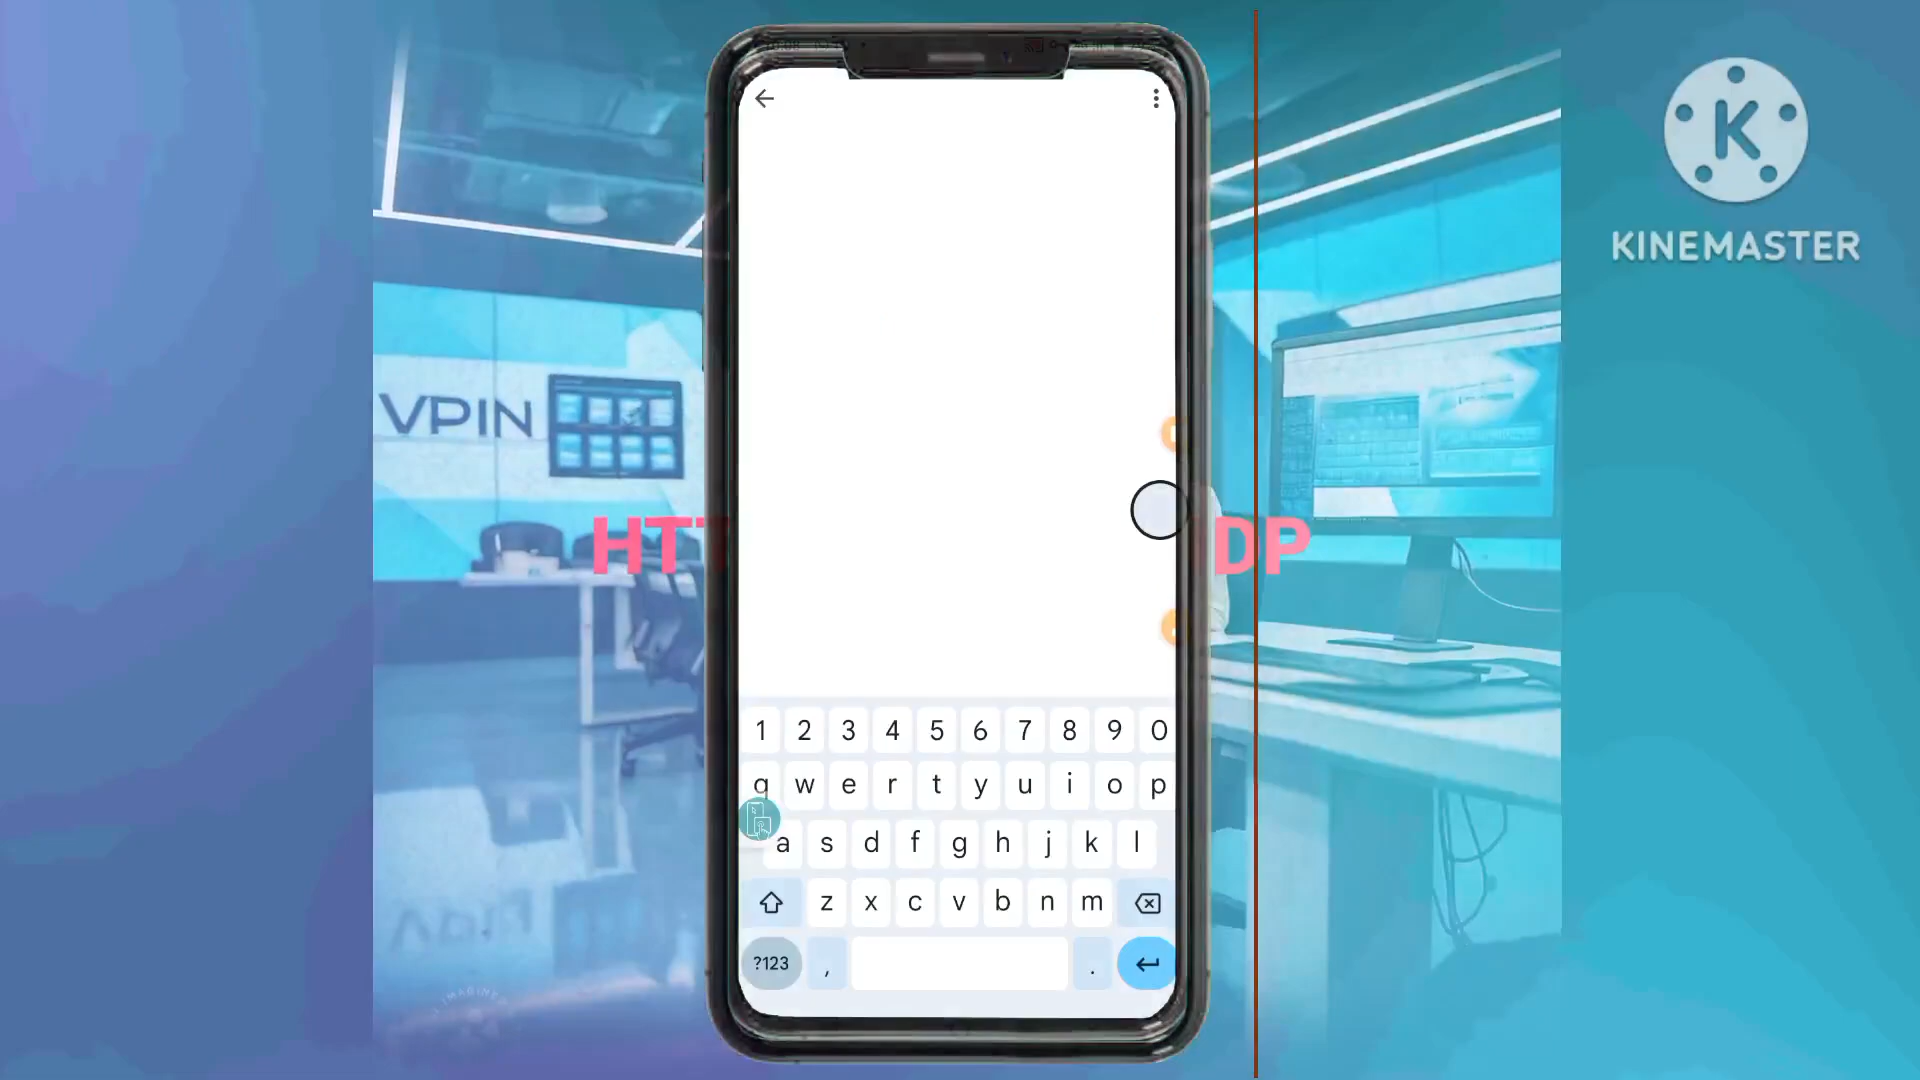 K
KINEMASTER
VPIN
HT
DP
1 2 3 4 5 6 7 8 9 0
q w e r t y u i o p
a s d f g h j k l
z x c v b n m
?123 , .